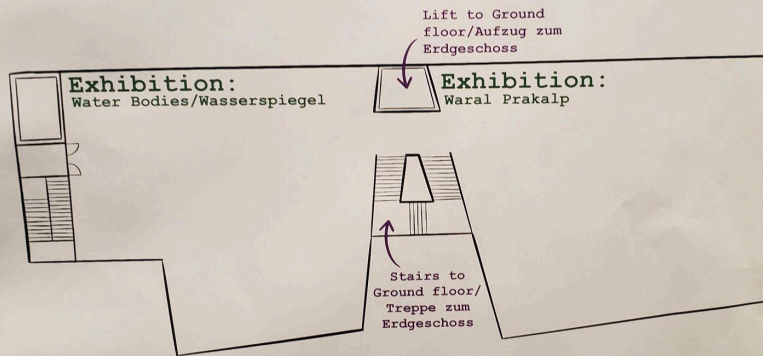 Lift to Ground
floor/Aufzug zum
Erdgeschoss
Exhibition:
Water Bodies/Wasserspiegel
Exhibition:
Waral Prakalp
Stairs to
Ground floor/
Treppe zum
Erdgeschoss